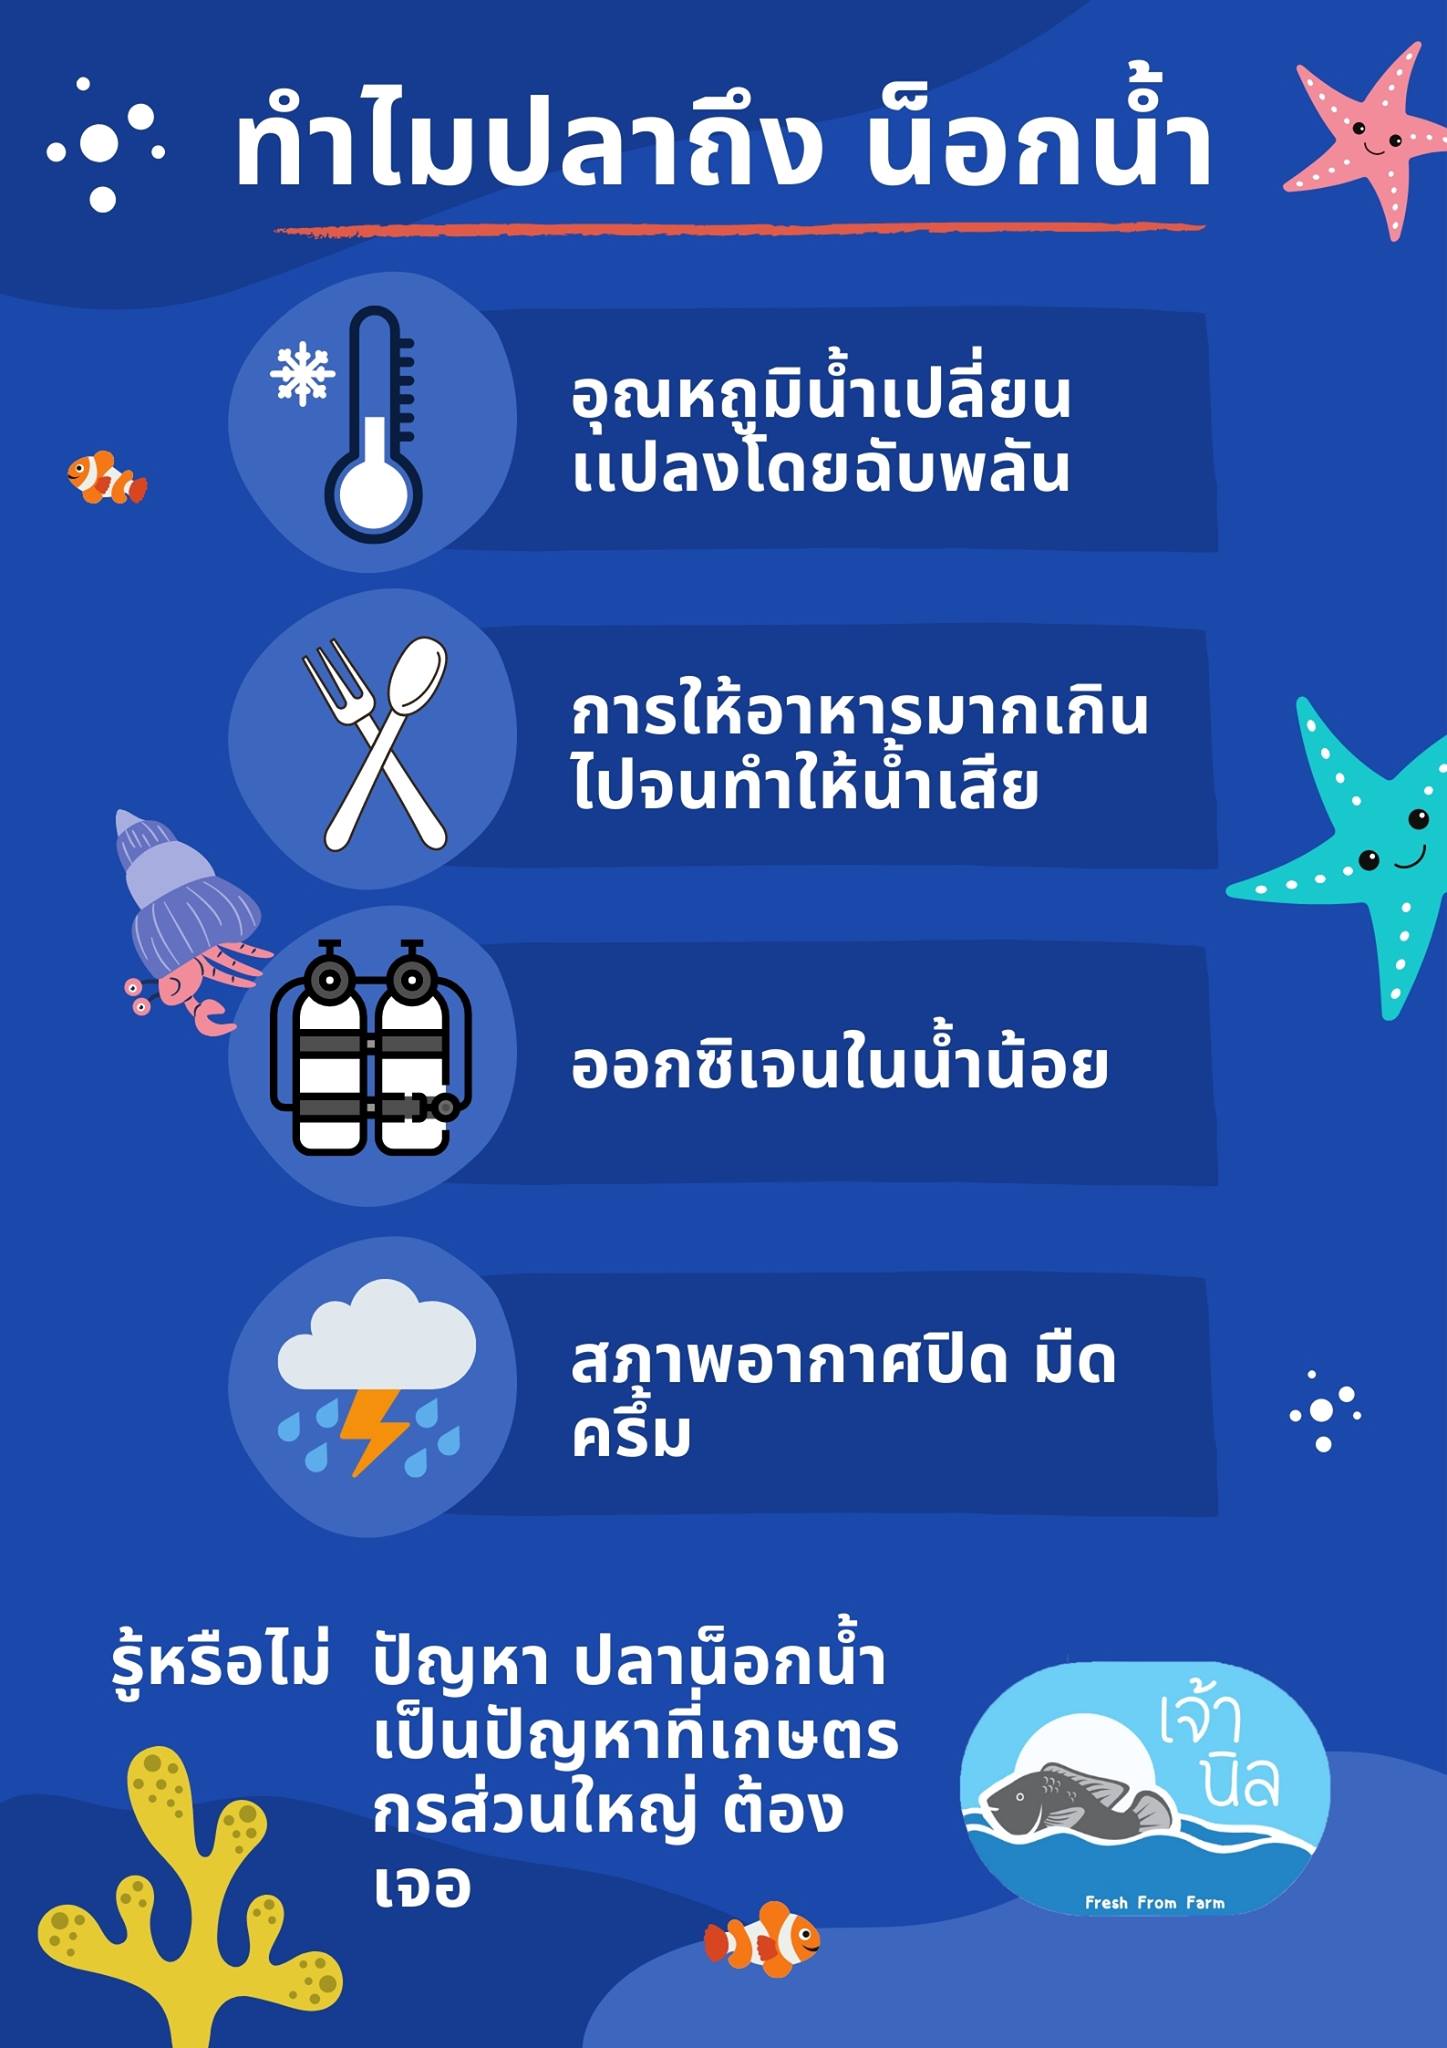 ทำไมปลาถึง น็อกน้ำ
อุณหภูมิน้ำเปลี่ยน
แปลงโดยฉับพลัน
การให้อาหารมากเกิน
ไปจนทำให้น้ำเสีย
ออกซิเจนในน้ำน้อย
สภาพอากาศปิด มืด
ครึ้ม
รู้หรือไม่
ปัญหา ปลาน็อกน้ำ
เป็นปัญหาที่เกษตร
กรส่วนใหญ่ ต้อง
เจอ
เจ้า
นิล
Fresh From Farm